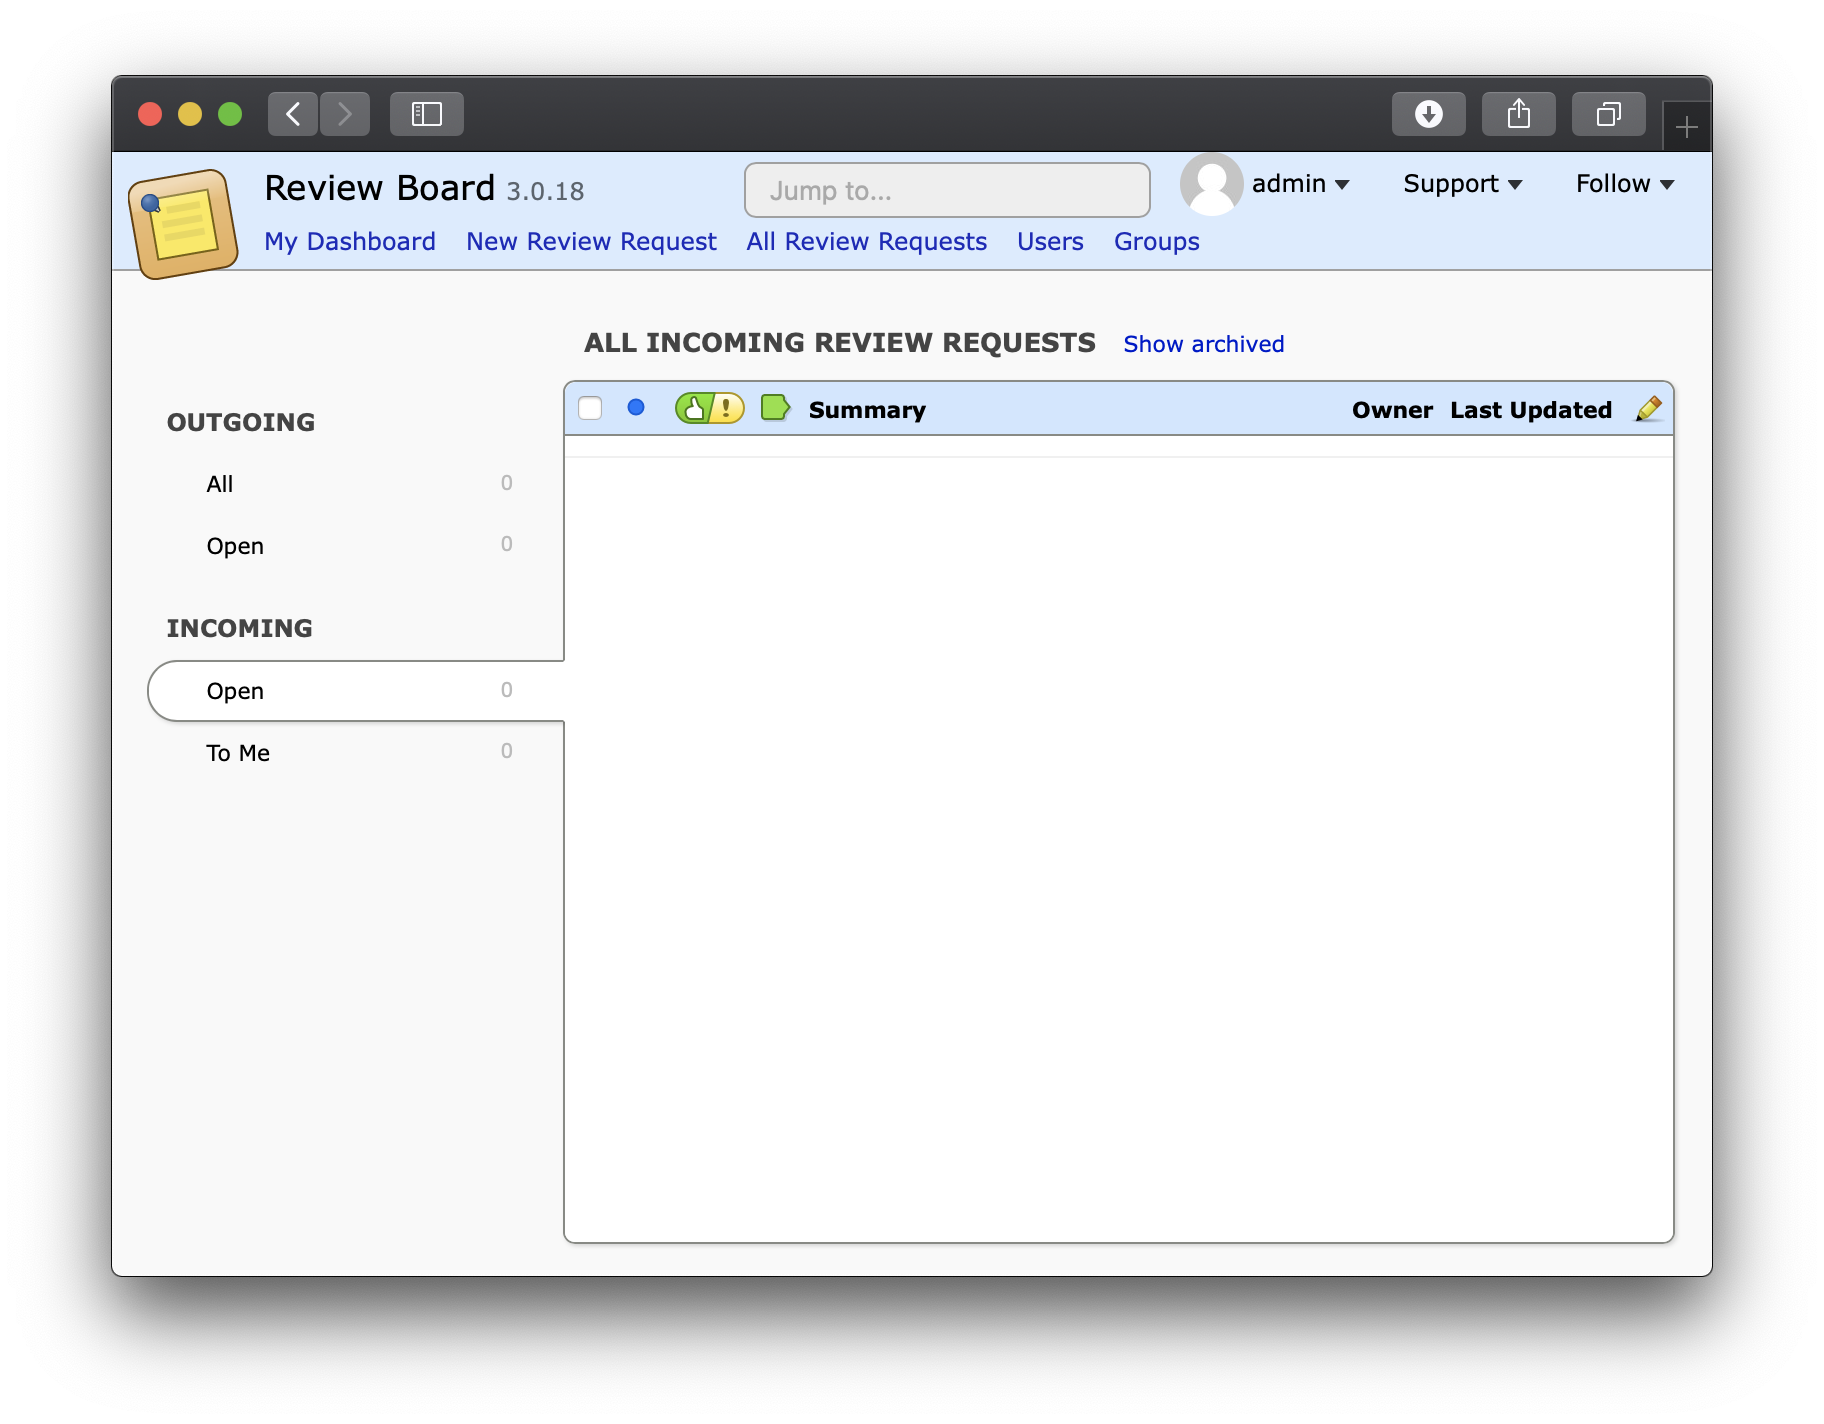 Review Board 3.0.18
Jump to...
admin
Support
Follow
My Dashboard New Review Request All Review Requests Users Groups
ALL INCOMING REVIEW REQUESTS Show archived
OUTGOING
All 0
Open 0
INCOMING
Open 0
To Me 0
Summary Owner Last Updated